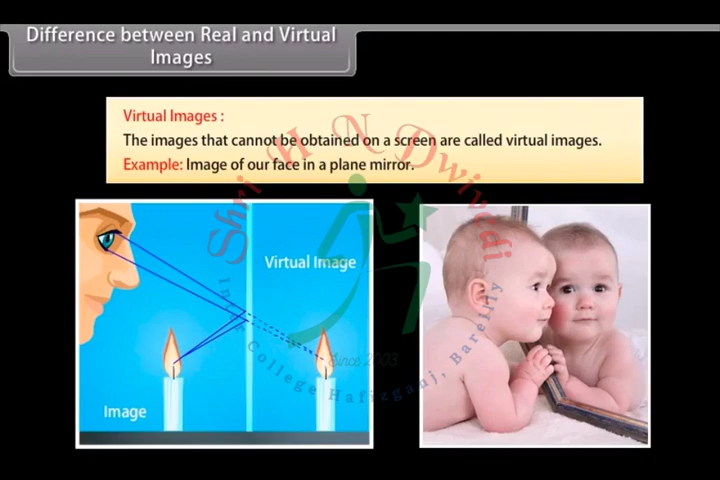 Difference between Real and Virtual
Images
Virtual Images :
The images that cannot be obtained on a screen are called virtual images.
Example: Image of our face in a plane mirror.
Virtual Image
Image
Shri H N Dwivedi
College Hafizganj, Bareilly
Since 2003